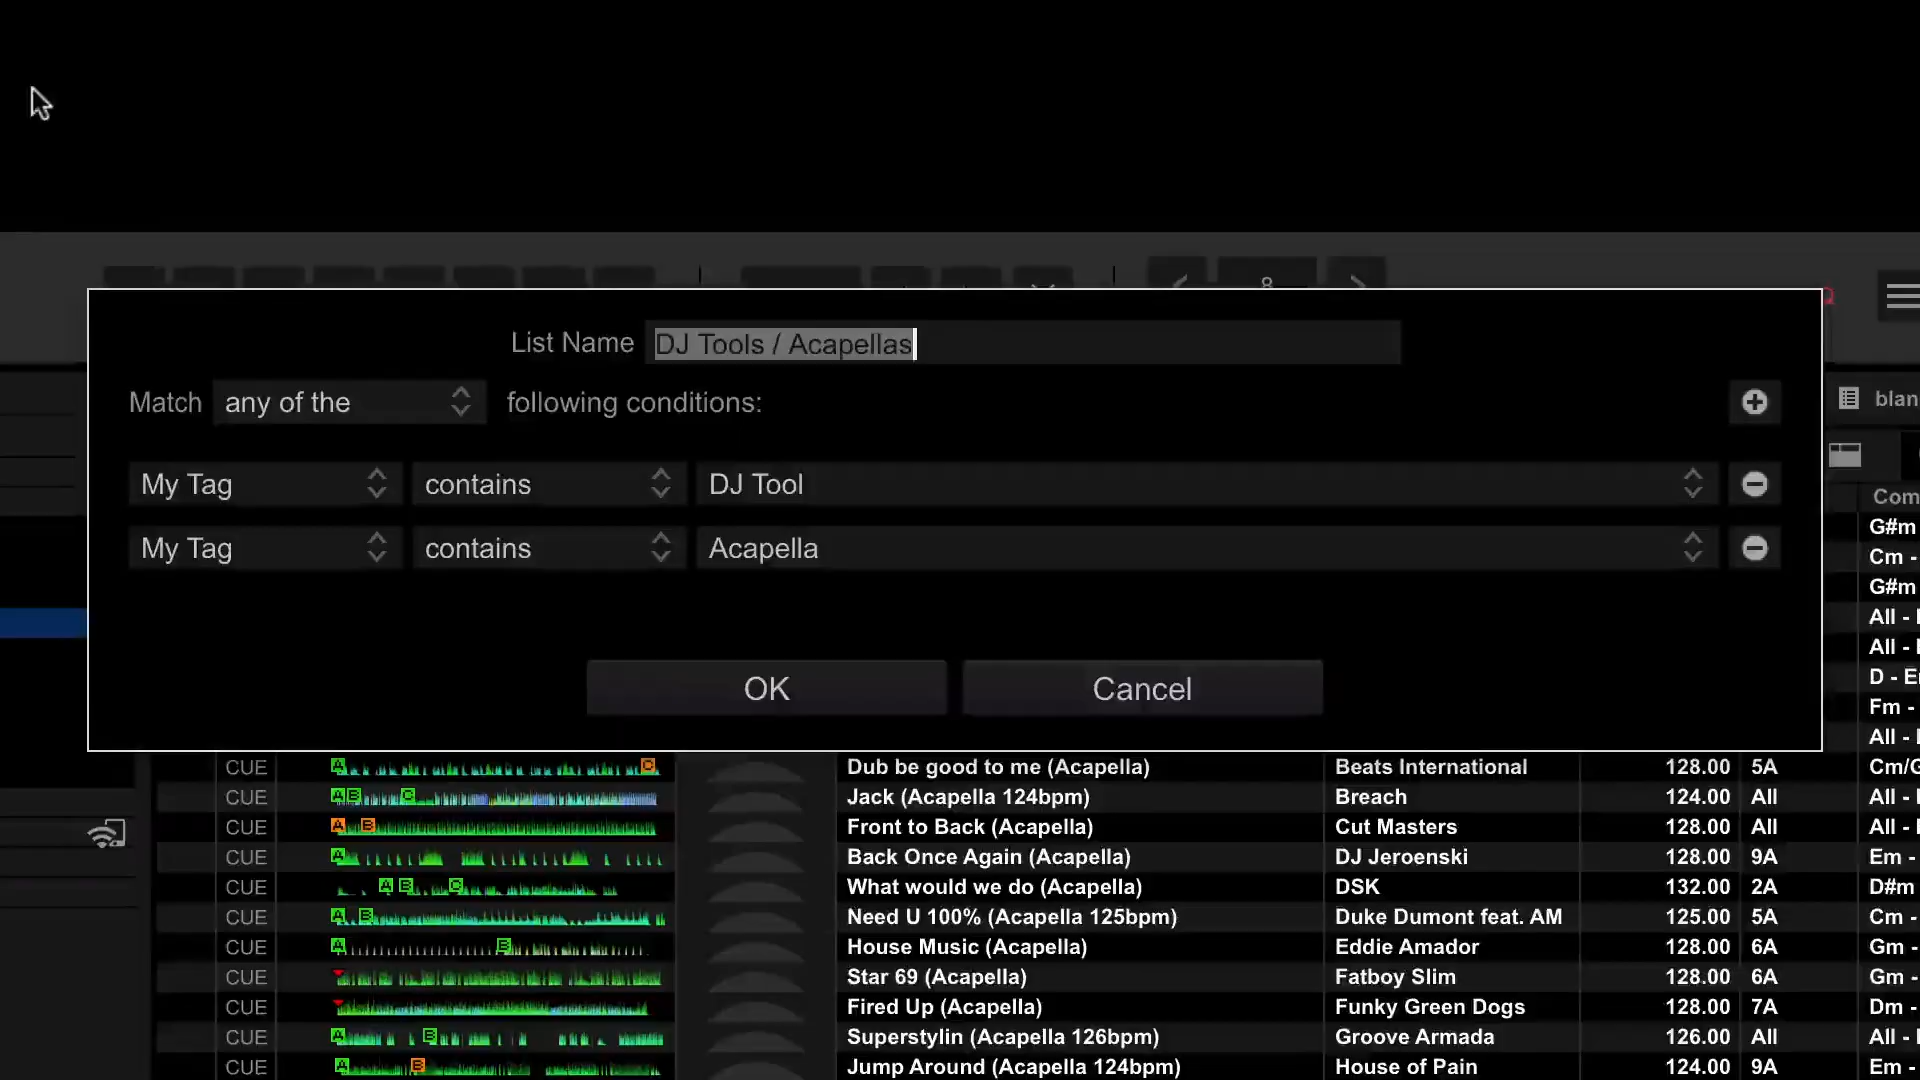 8
List Name DJ Tools / Acapellas
Match any of the following conditions:
blan
My Tag contains DJ Tool
Com
G#m
My Tag contains Acapella
Cm -
G#m
All -
All -
D - E
Fm -
All -
CUE A C Dub be good to me (Acapella) Beats International 128.00 5A Cm/G
CUE A B C Jack (Acapella 124bpm) Breach 124.00 All All -
CUE A B Front to Back (Acapella) Cut Masters 128.00 All All -
CUE A Back Once Again (Acapella) DJ Jeroenski 128.00 9A Em -
CUE A B C What would we do (Acapella) DSK 132.00 2A D#m
CUE A B Need U 100% (Acapella 125bpm) Duke Dumont feat. AM 125.00 5A Cm -
CUE A B House Music (Acapella) Eddie Amador 128.00 6A Gm -
CUE Star 69 (Acapella) Fatboy Slim 128.00 6A Gm -
CUE Fired Up (Acapella) Funky Green Dogs 128.00 7A Dm -
CUE A B Superstylin (Acapella 126bpm) Groove Armada 126.00 All All -
CUE A B Jump Around (Acapella 124bpm) House of Pain 124.00 9A Em -
OK Cancel